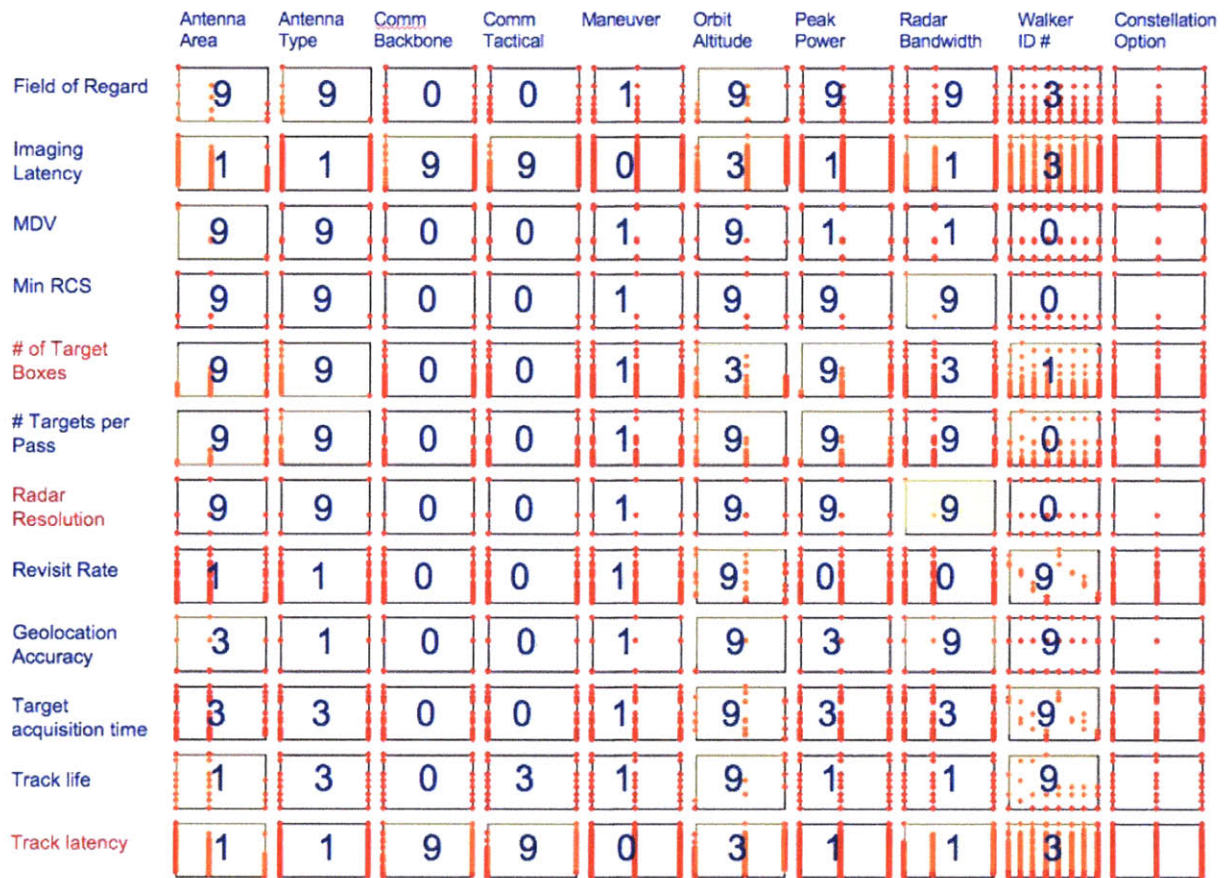 Antenna Area Antenna Type Comm Backbone Comm Tactical Maneuver Orbit Altitude Peak Power Radar Bandwidth Walker ID # Constellation Option
Field of Regard 9 9 0 0 1 9 9 9 3
Imaging Latency 1 1 9 9 0 3 1 1 3
MDV 9 9 0 0 1 9 1 1 0
Min RCS 9 9 0 0 1 9 9 9 0
# of Target Boxes 9 9 0 0 1 3 9 3 1
# Targets per Pass 9 9 0 0 1 9 9 9 0
Radar Resolution 9 9 0 0 1 9 9 9 0
Revisit Rate 1 1 0 0 1 9 0 0 9
Geolocation Accuracy 3 1 0 0 1 9 3 9 9
Target acquisition time 3 3 0 0 1 9 3 3 9
Track life 1 3 0 3 1 9 1 1 9
Track latency 1 1 9 9 0 3 1 1 3